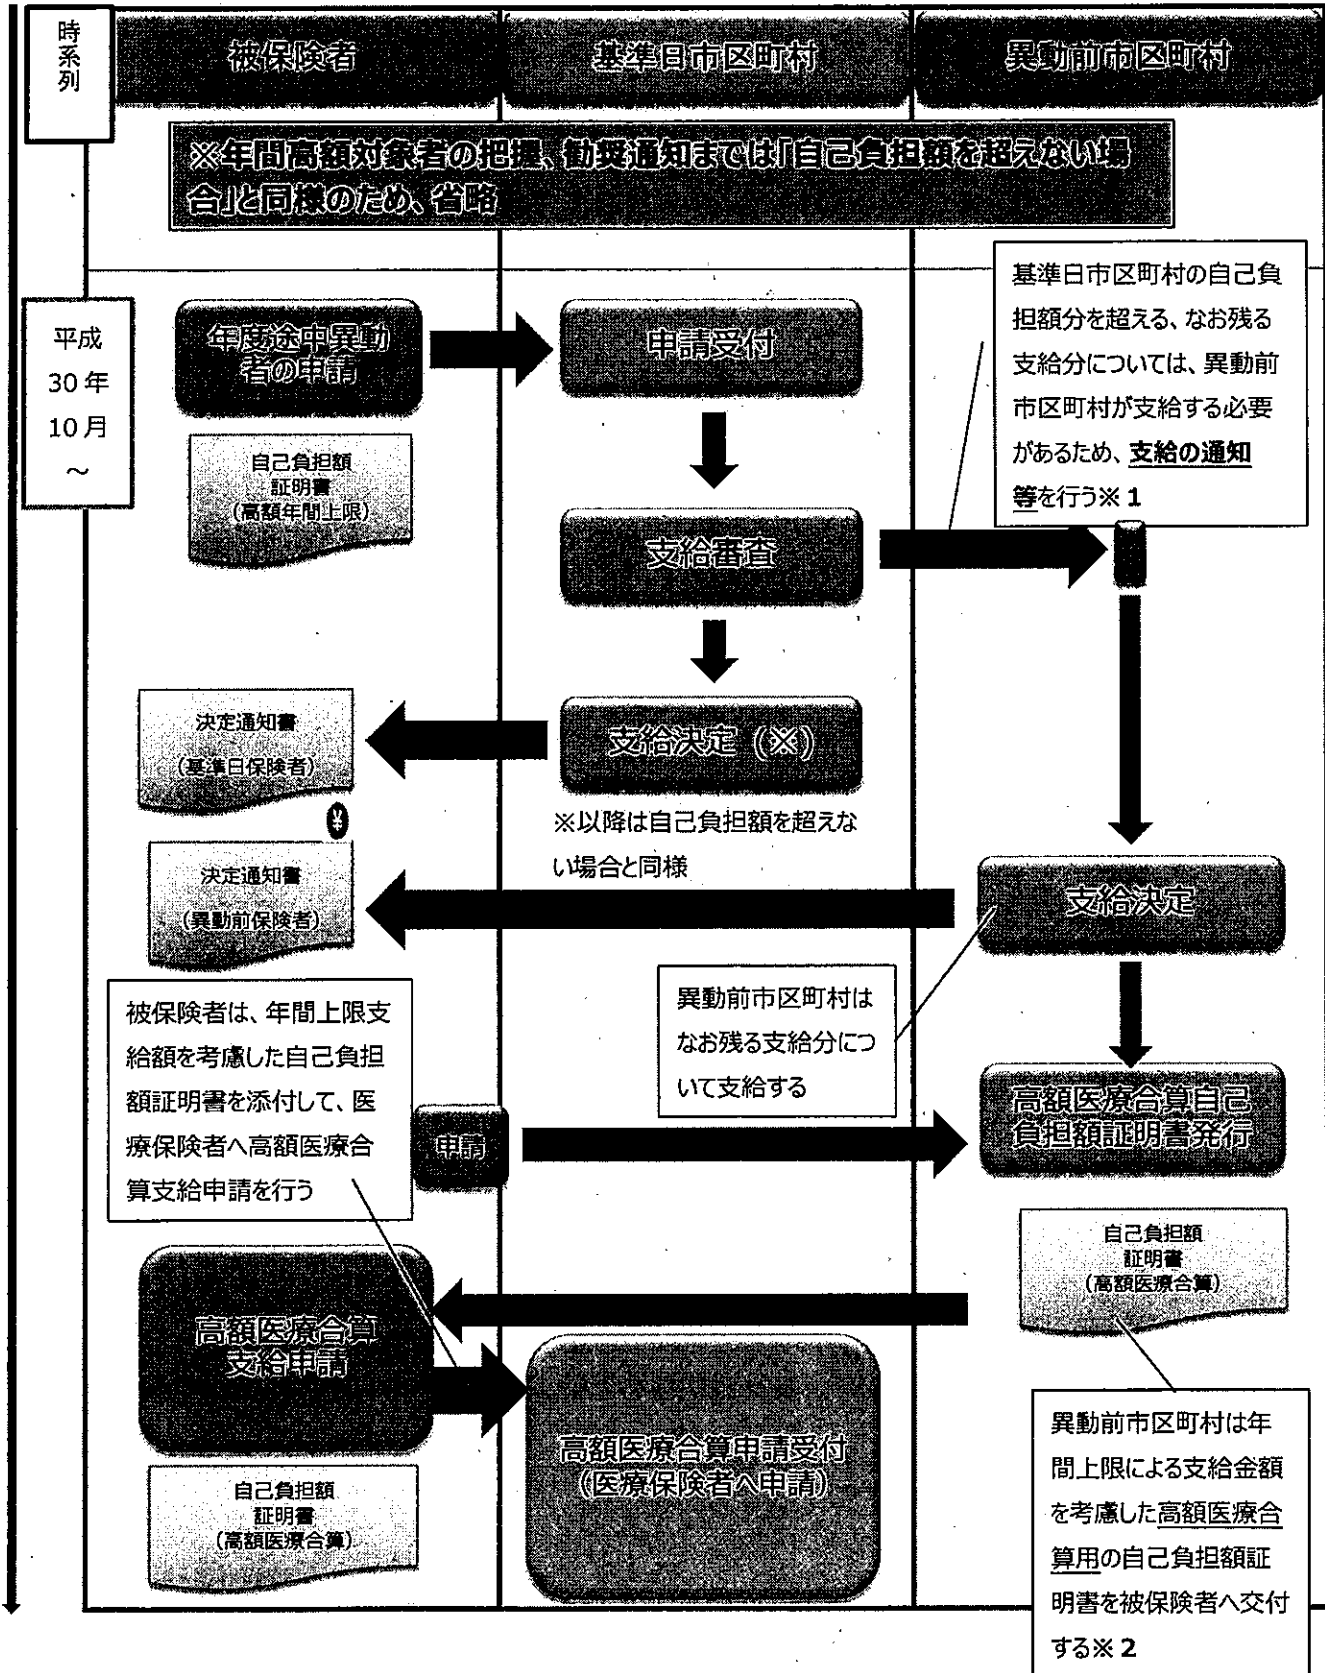 時系列
被保険者
基準日市区町村
異動前市区町村
※年間高額対象者の把握、勧奨通知までは「自己負担額を超えない場
合」と同様のため、省略
平成
30年
10月
～
年度途中異動
者の申請
申請受付
基準日市区町村の自己負
担額分を超える、なお残る
支給分については、異動前
市区町村が支給する必要
があるため、支給の通知
等を行う※1
自己負担額
証明書
(高額年間上限)
支給審査
決定通知書
(基準日保険者)
支給決定（※）
¥
※以降は自己負担額を超えな
い場合と同様
決定通知書
(異動前保険者)
支給決定
被保険者は、年間上限支
給額を考慮した自己負担
額証明書を添付して、医
療保険者へ高額医療合
算支給申請を行う
異動前市区町村は
なお残る支給分につ
いて支給する
申請
高額医療合算自己
負担額証明書発行
自己負担額
証明書
(高額医療合算)
高額医療合算
支給申請
高額医療合算申請受付
(医療保険者へ申請)
自己負担額
証明書
(高額医療合算)
異動前市区町村は年
間上限による支給金額
を考慮した高額医療合
算用の自己負担額証
明書を被保険者へ交付
する※2